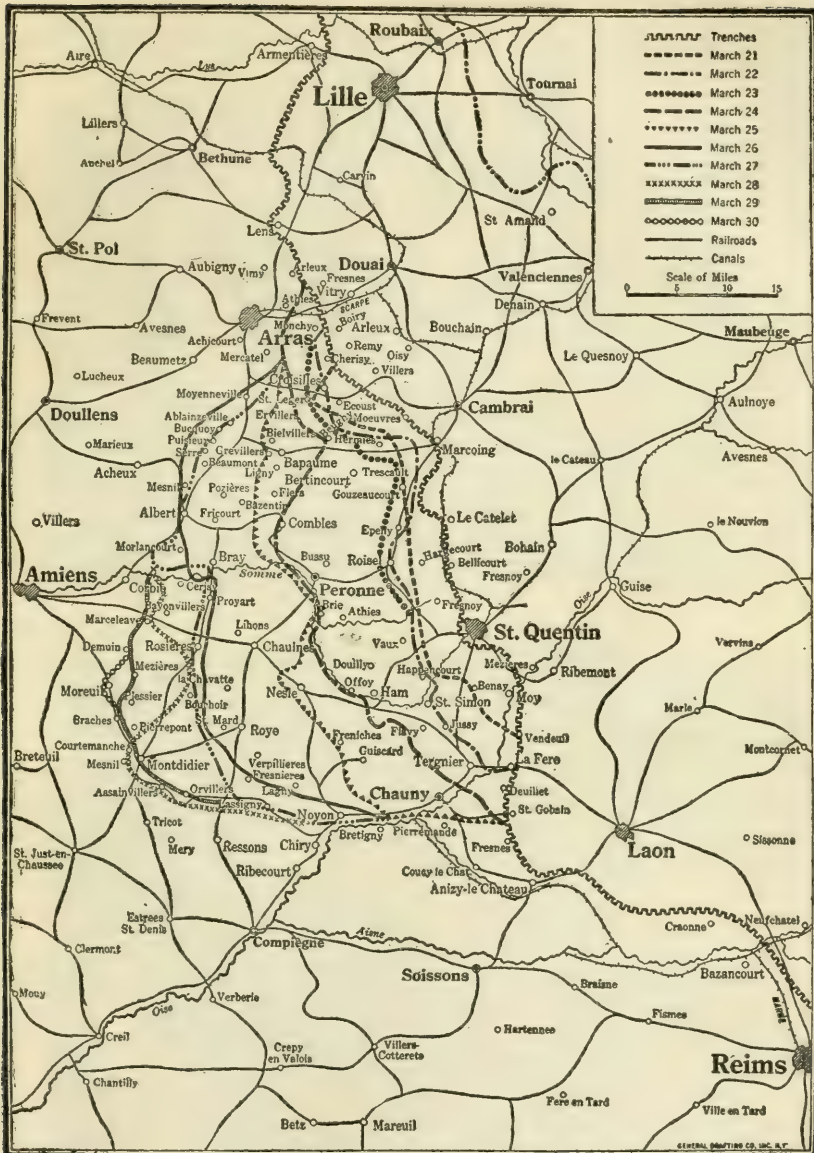 Trenches
March 21
March 22
March 23
March 24
March 25
March 26
March 27
March 28
March 29
March 30
Railroads
Canals
Scale of Miles
0 5 10 15
Roubaix
Armentières
Aire
Lys
Lille
Tournai
Lillers
Bethune
Auchel
Carvin
St Amand
Lens
St. Pol
Aubigny
Vimy
Arleux
Douai
Fresnes
Vitry
Valenciennes
Denain
Athies
SCARPE
Boiry
Frevent
Avesnes
Achicourt
Arras
Monchy
Arleux
Bouchain
Maubeuge
Remy
Oisy
Beaumetz
Mercatel
Cherisy
Villers
Le Quesnoy
Lucheux
Croisilles
Moyenneville
St. Leger
Ecoust
Moeuvres
Cambrai
Aulnoye
Doullens
Ablainzeville
Ervillers
Bucquoy
Bielvillers
Hermies
Marieux
Puisieux
Marcoing
Serre
Grevillers
Avesnes
Acheux
Beaumont
Bapaume
Trescault
le Cateau
Ligny
Bertincourt
Mesnil
Pozières
Flers
Gouzeaucourt
Bazentin
Albert
Fricourt
Villers
Combles
Epehy
Le Catelet
le Nouvion
Morlancourt
Bussu
Roise
Hargecourt
Bohain
Bray
Bellicourt
Amiens
Somme
Peronne
Fresnoy
Guise
Corbie
Cerisy
Oise
Bayonvillers
Proyart
Brie
Athies
Fresnoy
Marceleave
Lihons
St. Quentin
Demuin
Rosieres
Chaulnes
Vaux
Vervins
Mezières
Douilly
Mezieres
Ribemont
la Chavatte
Happencourt
Moreuil
Plessier
Offoy
Ham
Benay
Moy
Bouchoir
Nesle
St. Simon
Marle
Braches
St. Mard
Pierrepont
Roye
Freniches
Flavy
Jussy
Vendeuil
Courtemanche
Guiscard
Montcornet
Breteuil
Mesnil
Montdidier
Verpillieres
Tergnier
La Fere
Fresnieres
Assainvillers
Orvillers
Lagny
Chauny
Deuillet
Lassigny
St. Gobain
Tricot
Noyon
Mery
Ressons
Chiry
Bretigny
Pierremande
Fresnes
Laon
Sissonne
St. Just-en-
Chaussee
Ribecourt
Coucy le Chat.
Anizy-le Chateau
Estrees
St. Denis
Craonne
Neufchatel
Clermont
Compiegne
Aisne
Soissons
Bazancourt
Mouy
Verberie
Braisne
Oise
MARNE
Creil
Hartennes
Fismes
Crepy
en Valois
Villers-
Cotterets
Reims
Chantilly
Fere en Tard
Ville en Tard
Betz
Mareuil
GENERAL DRAFTING CO. INC. N.Y.